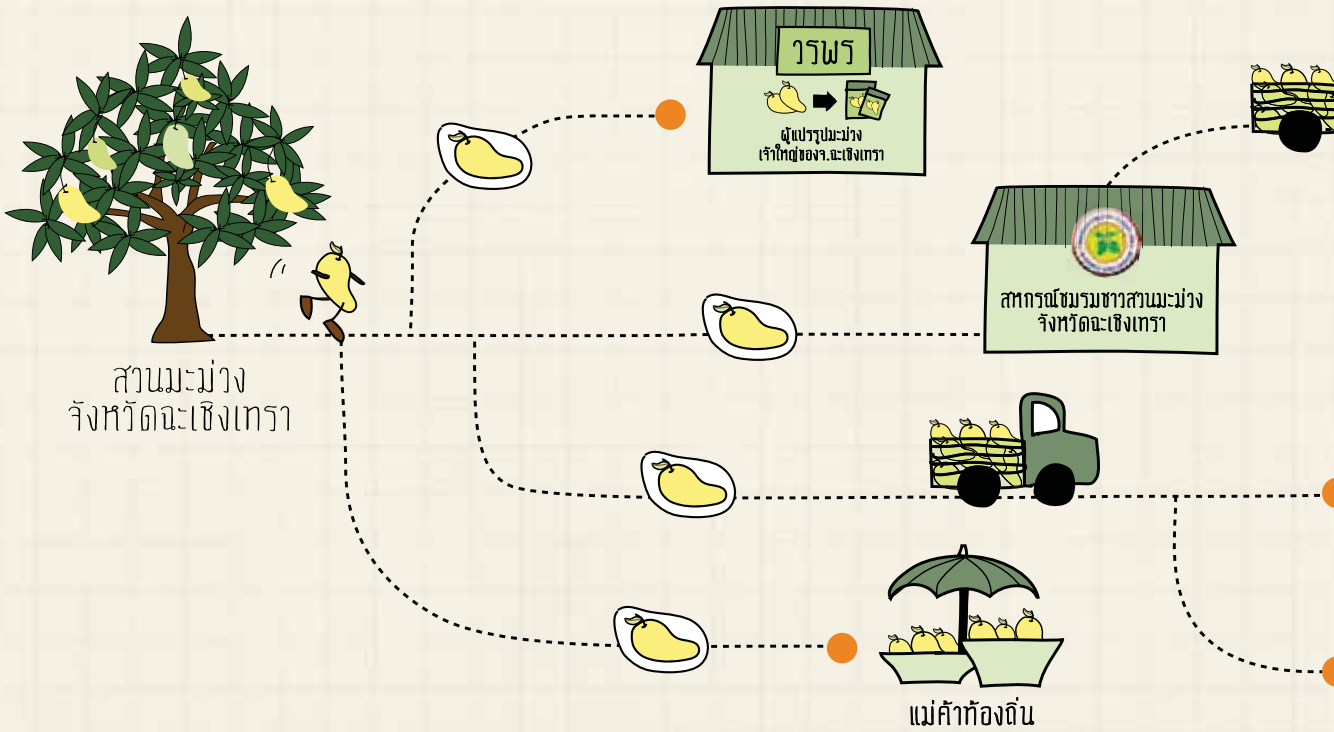 วรพร
ผู้แปรรูปมะม่วง
เจ้าใหญ่ของจ.ฉะเชิงเทรา
สหกรณ์ชมรมชาวสวนมะม่วง
จังหวัดฉะเชิงเทรา
สวนมะม่วง
จังหวัดฉะเชิงเทรา
แม่ค้าท้องถิ่น